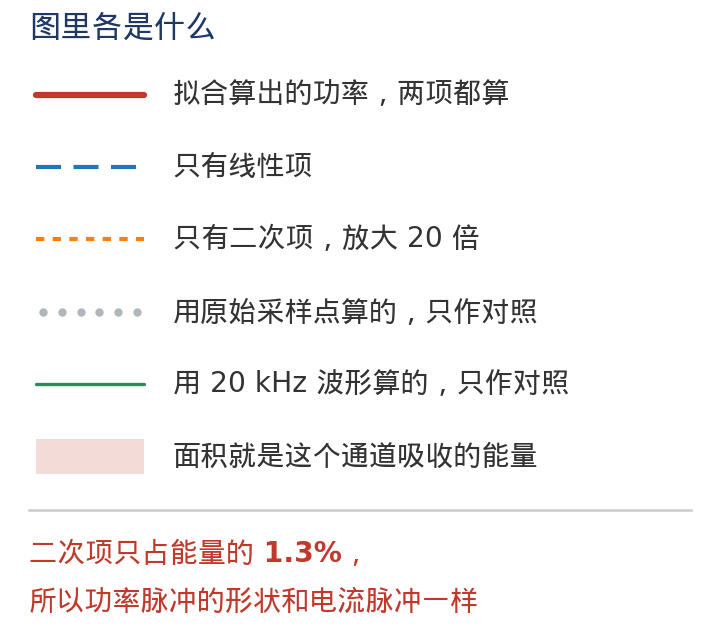 图里各是什么
拟合算出的功率，两项都算
只有线性项
只有二次项，放大 20 倍
用原始采样点算的，只作对照
用 20 kHz 波形算的，只作对照
面积就是这个通道吸收的能量
二次项只占能量的 1.3%，
所以功率脉冲的形状和电流脉冲一样